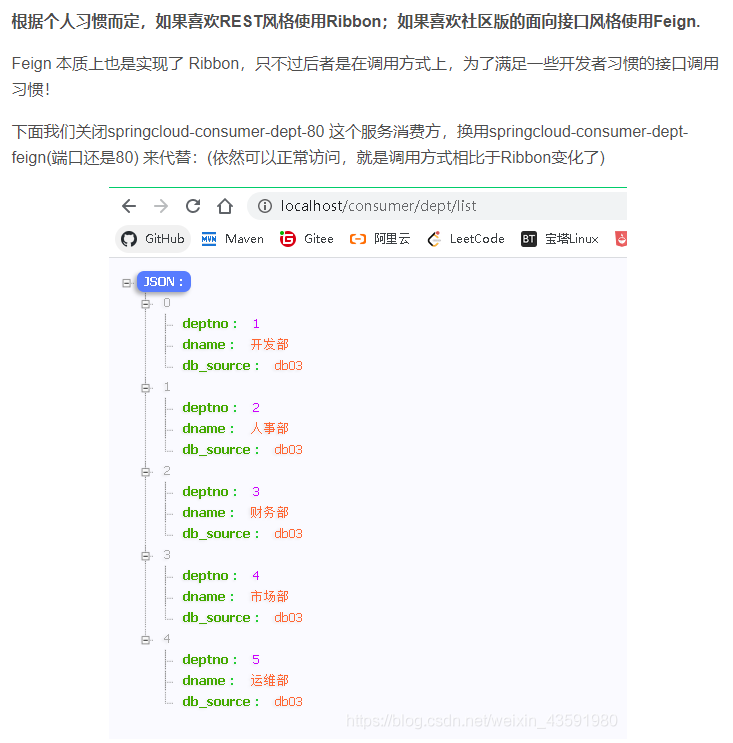 根据个人习惯而定，如果喜欢REST风格使用Ribbon；如果喜欢社区版的面向接口风格使用Feign.
Feign 本质上也是实现了 Ribbon，只不过后者是在调用方式上，为了满足一些开发者习惯的接口调用
习惯！
下面我们关闭springcloud-consumer-dept-80 这个服务消费方，换用springcloud-consumer-dept-
feign(端口还是80) 来代替：(依然可以正常访问，就是调用方式相比于Ribbon变化了)
localhost/consumer/dept/list
GitHub MVN Maven Gitee 阿里云 LeetCode BT 宝塔Linux
JSON :
0
deptno : 1
dname : 开发部
db_source : db03
1
deptno : 2
dname : 人事部
db_source : db03
2
deptno : 3
dname : 财务部
db_source : db03
3
deptno : 4
dname : 市场部
db_source : db03
4
deptno : 5
dname : 运维部
db_source : db03
https://blog.csdn.net/weixin_43591980